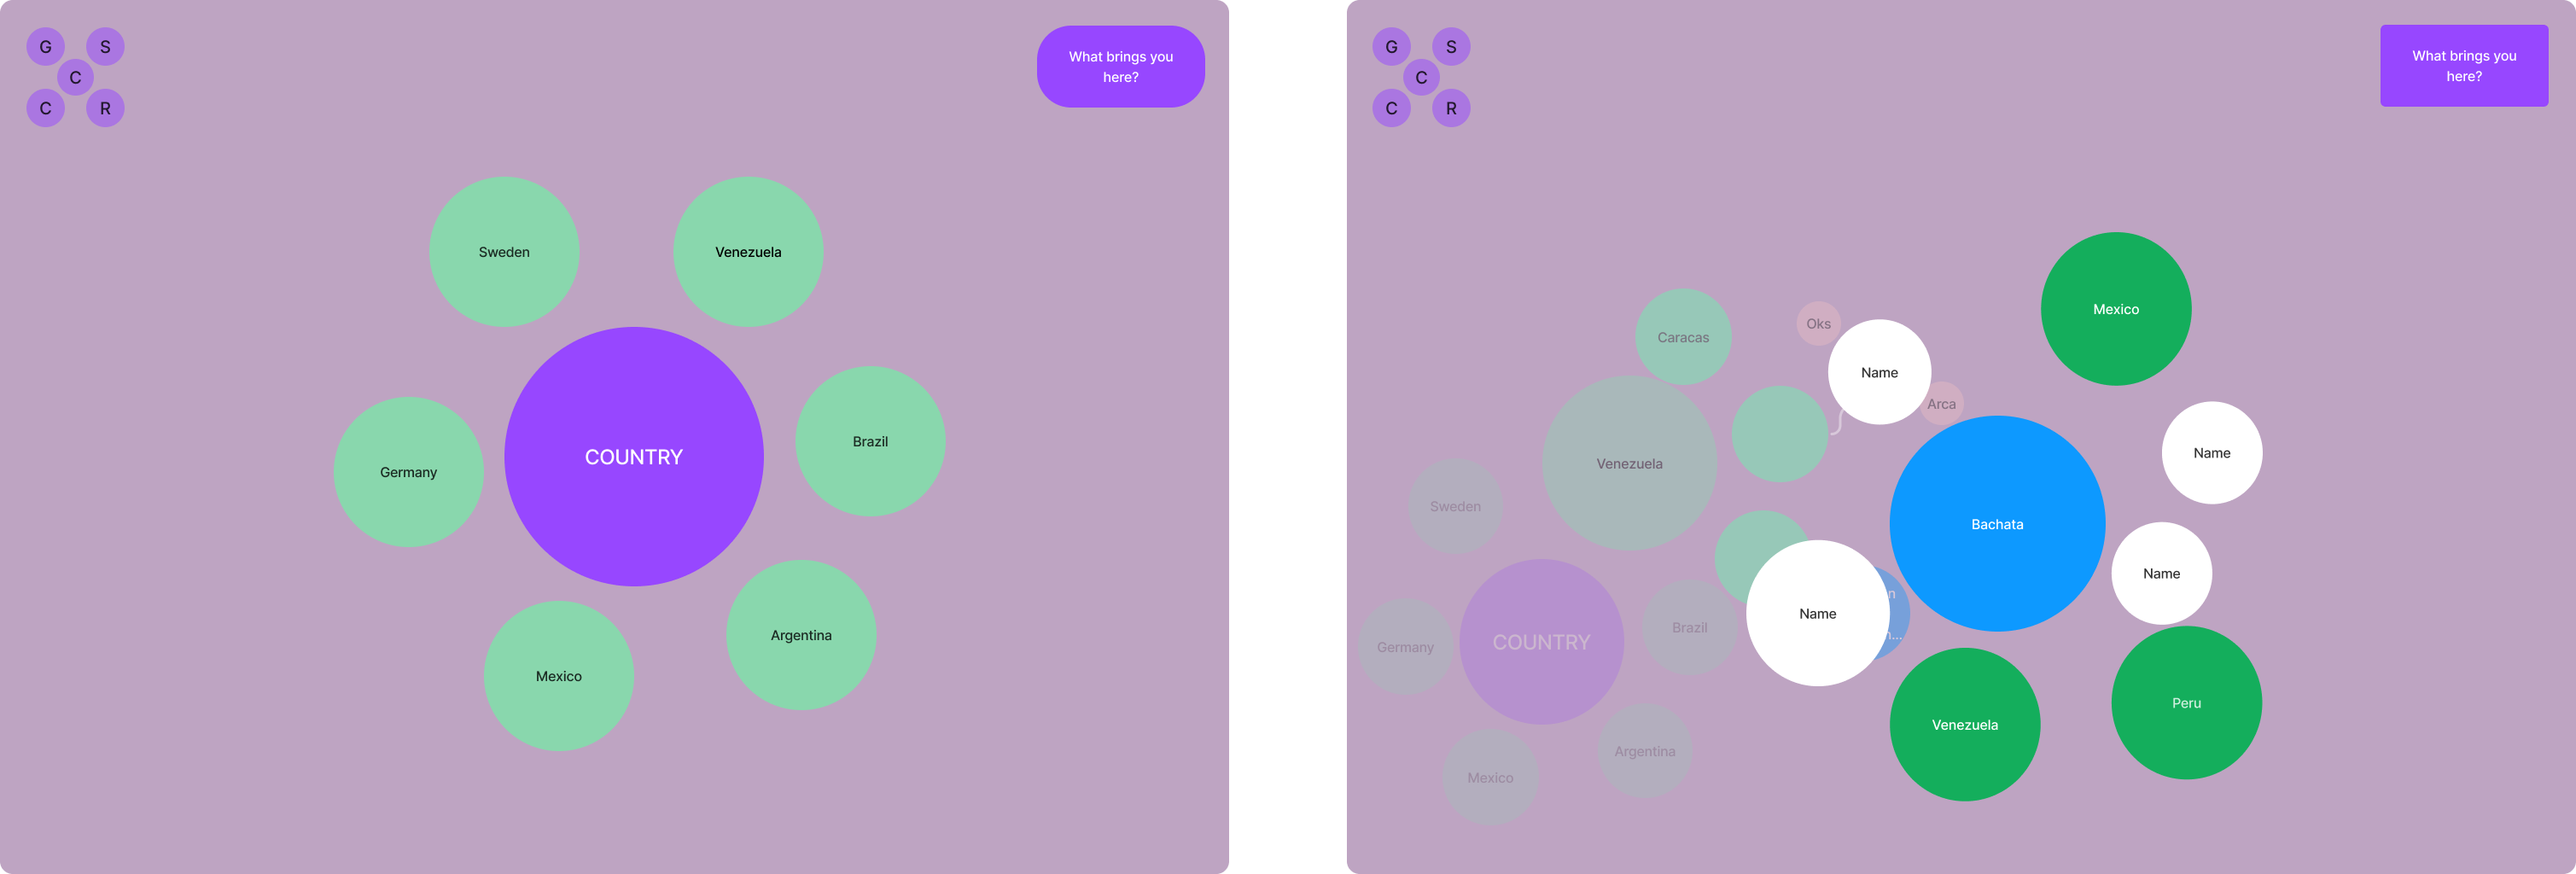 G
S
C
C
R
What brings you
here?
Sweden
Venezuela
Brazil
COUNTRY
Germany
Argentina
Mexico
G
S
C
C
R
What brings you
here?
Mexico
Oks
Caracas
Name
Arca
Name
Venezuela
Sweden
Bachata
Name
Name
Brazil
COUNTRY
Germany
Peru
Venezuela
Argentina
Mexico